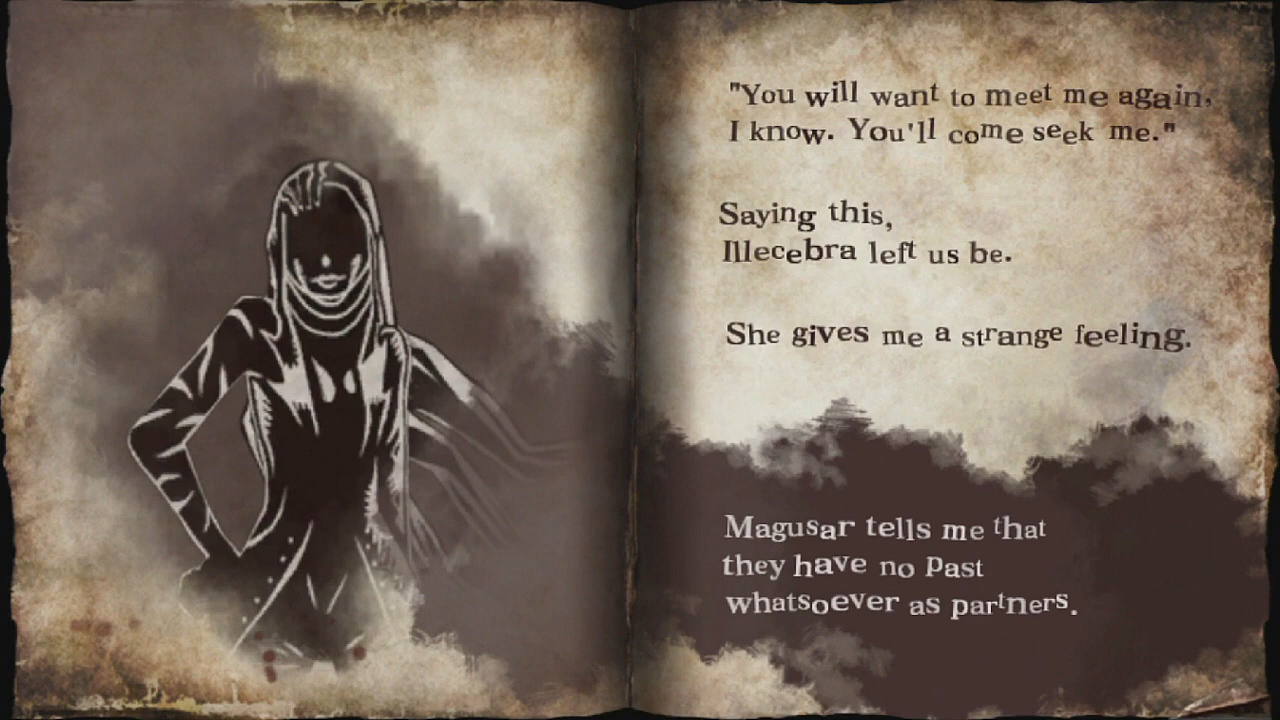 "You will want to meet me again,
I know. You'll come seek me."
Saying this,
Illecebra left us be.
She gives me a strange feeling.
Magusar tells me that
they have no past
whatsoever as partners.